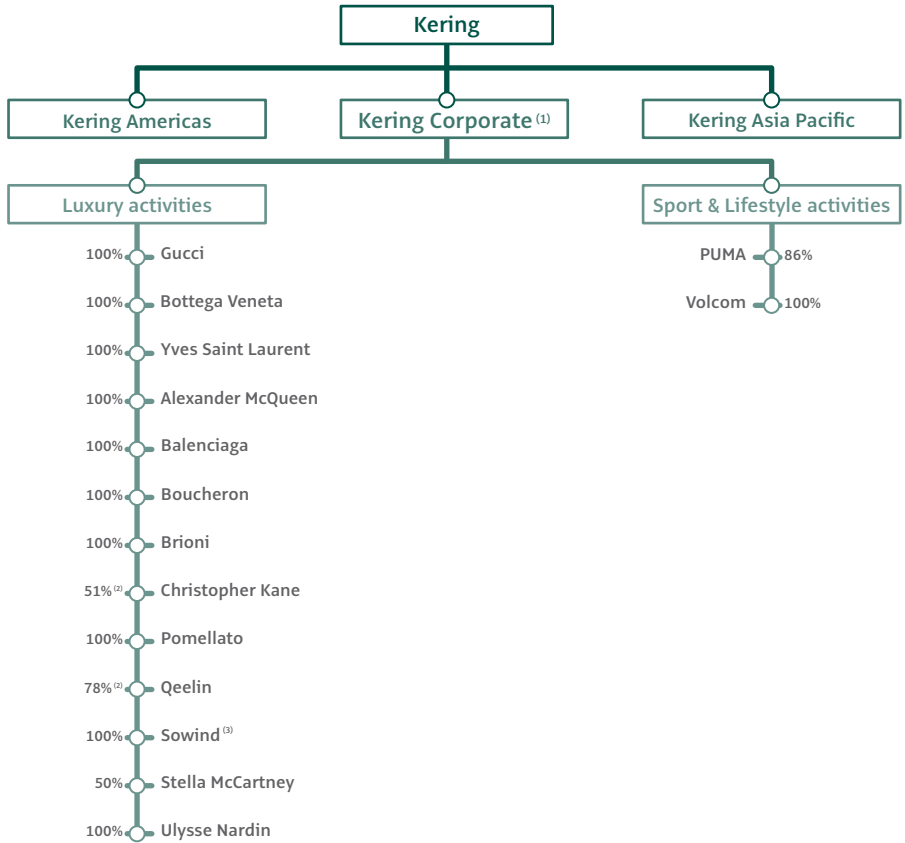 Kering
Kering Americas
Kering Corporate (1)
Kering Asia Pacific
Luxury activities
Sport & Lifestyle activities
100% Gucci
100% Bottega Veneta
100% Yves Saint Laurent
100% Alexander McQueen
100% Balenciaga
100% Boucheron
100% Brioni
51% (2) Christopher Kane
100% Pomellato
78% (2) Qeelin
100% Sowind (3)
50% Stella McCartney
100% Ulysse Nardin
PUMA 86%
Volcom 100%